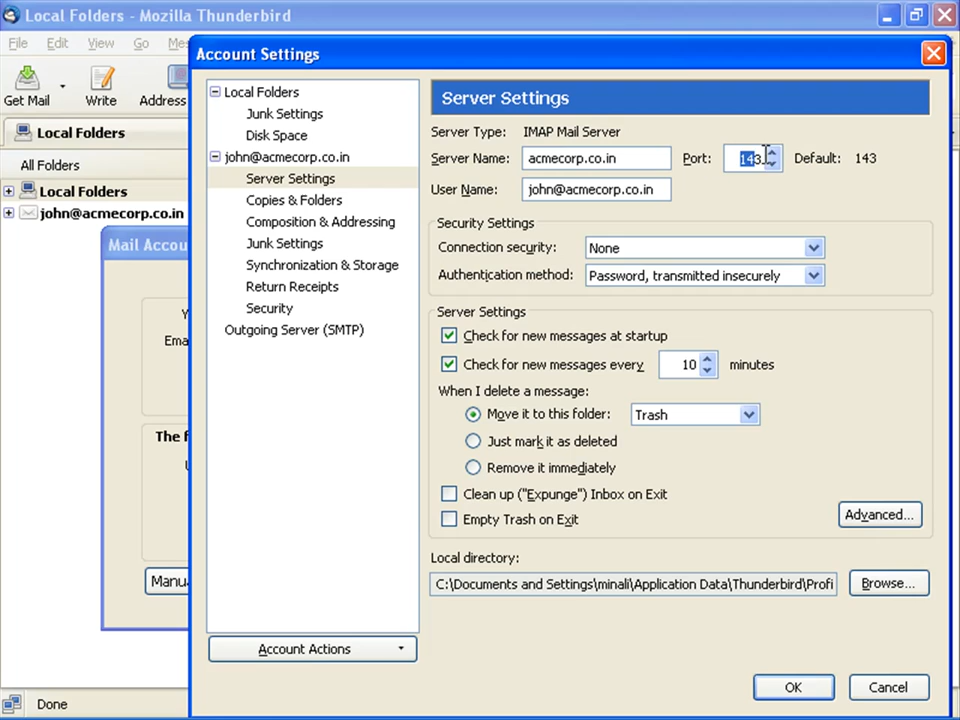 Local Folders - Mozilla Thunderbird
File Edit View Go Mes
Get Mail Write Address
Local Folders
All Folders
Local Folders
john@acmecorp.co.in
Mail Accou
Y
Ema
The f
U
Manu
Done
Account Settings
Local Folders
Junk Settings
Disk Space
john@acmecorp.co.in
Server Settings
Copies & Folders
Composition & Addressing
Junk Settings
Synchronization & Storage
Return Receipts
Security
Outgoing Server (SMTP)
Account Actions
Server Settings
Server Type: IMAP Mail Server
Server Name: acmecorp.co.in Port: 143 Default: 143
User Name: john@acmecorp.co.in
Security Settings
Connection security: None
Authentication method: Password, transmitted insecurely
Server Settings
Check for new messages at startup
Check for new messages every 10 minutes
When I delete a message:
Move it to this folder: Trash
Just mark it as deleted
Remove it immediately
Clean up ("Expunge") Inbox on Exit
Empty Trash on Exit
Advanced...
Local directory:
C:\Documents and Settings\minali\Application Data\Thunderbird\Profi Browse...
OK Cancel